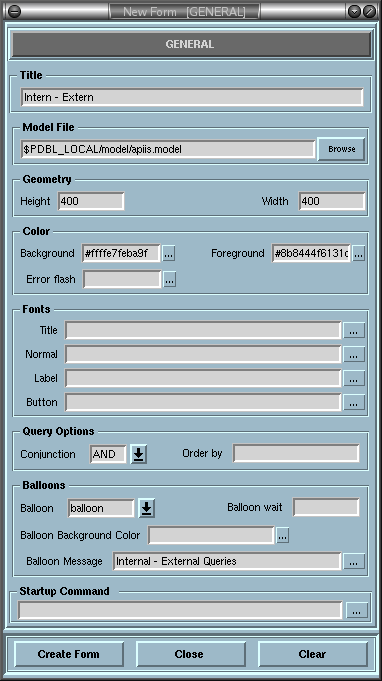 New Form [GENERAL]
GENERAL
Title
Intern - Extern
Model File
$PDBL_LOCAL/model/apiis.model Browse
Geometry
Height 400 Width 400
Color
Background #ffffe7feba9f ... Foreground #8b8444f6131c ...
Error flash ...
Fonts
Title ...
Normal ...
Label ...
Button ...
Query Options
Conjunction AND Order by
Balloons
Balloon balloon Balloon wait
Balloon Background Color ...
Balloon Message Internal - External Queries ...
Startup Command
...
Create Form Close Clear